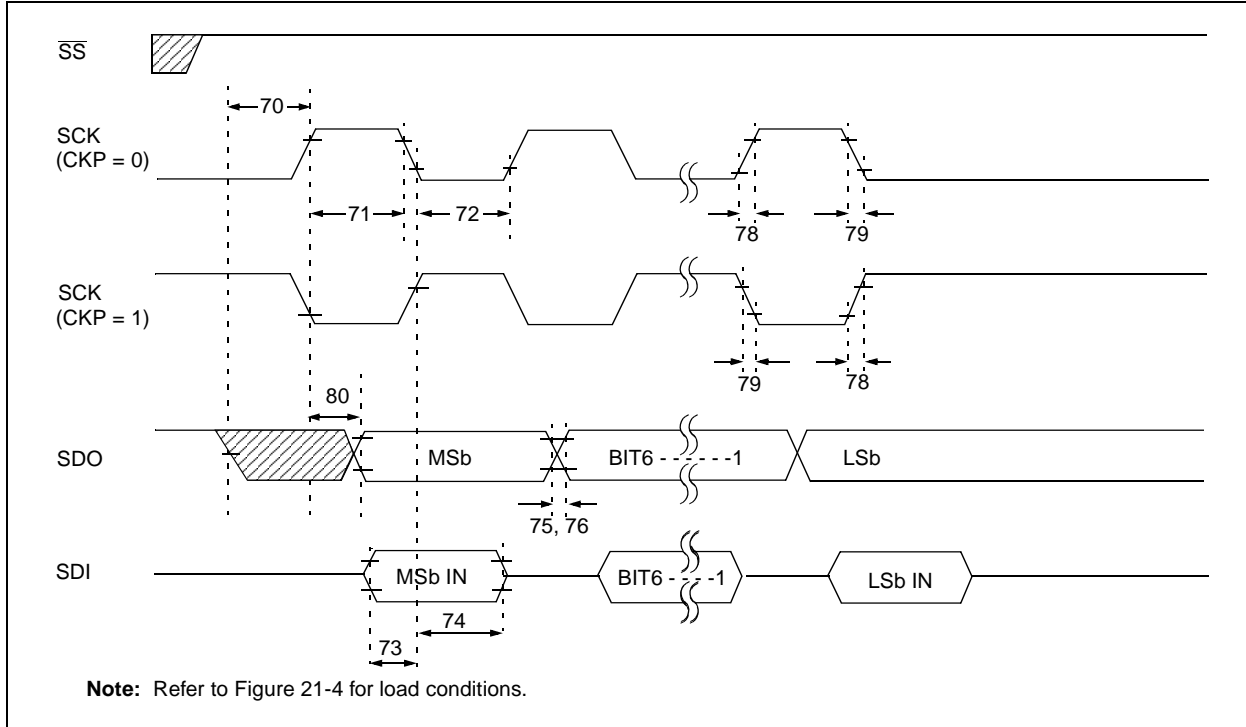 SS
70
SCK
(CKP = 0)
71
72
78
79
SCK
(CKP = 1)
79
78
80
SDO
MSb
BIT6 - - - - - -1
LSb
75, 76
SDI
MSb IN
BIT6 - - - - -1
LSb IN
74
73
Note: Refer to Figure 21-4 for load conditions.